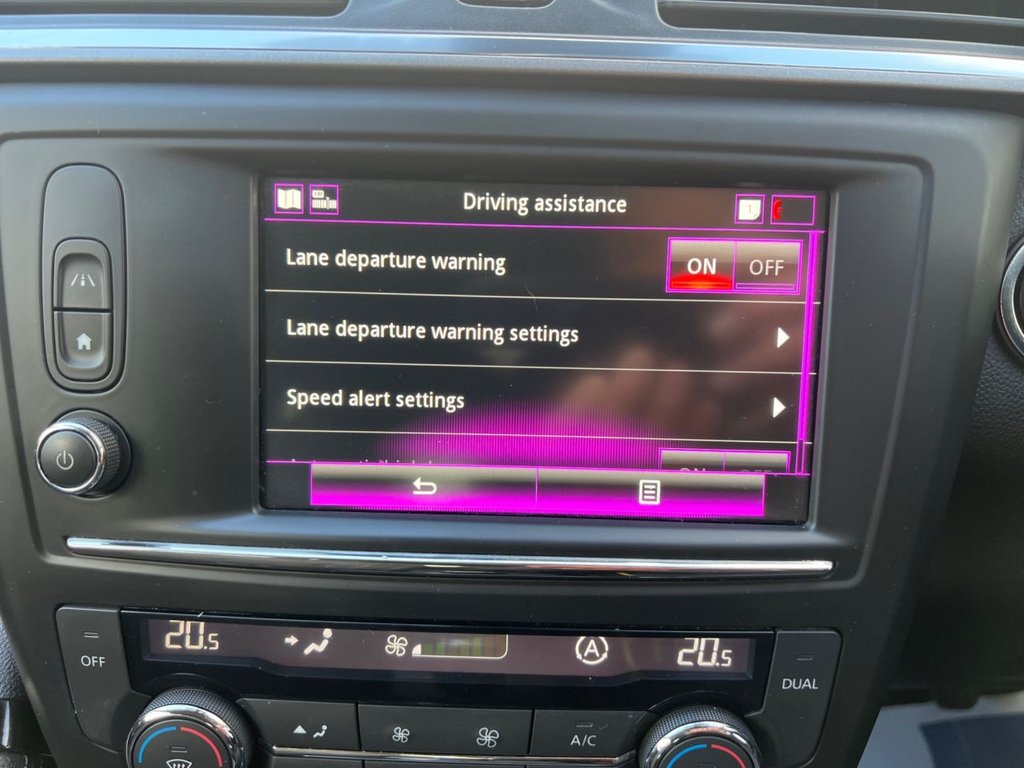 Driving assistance
1
Lane departure warning ON OFF
Lane departure warning settings
Speed alert settings
20.5
A
20.5
OFF
DUAL
A/C